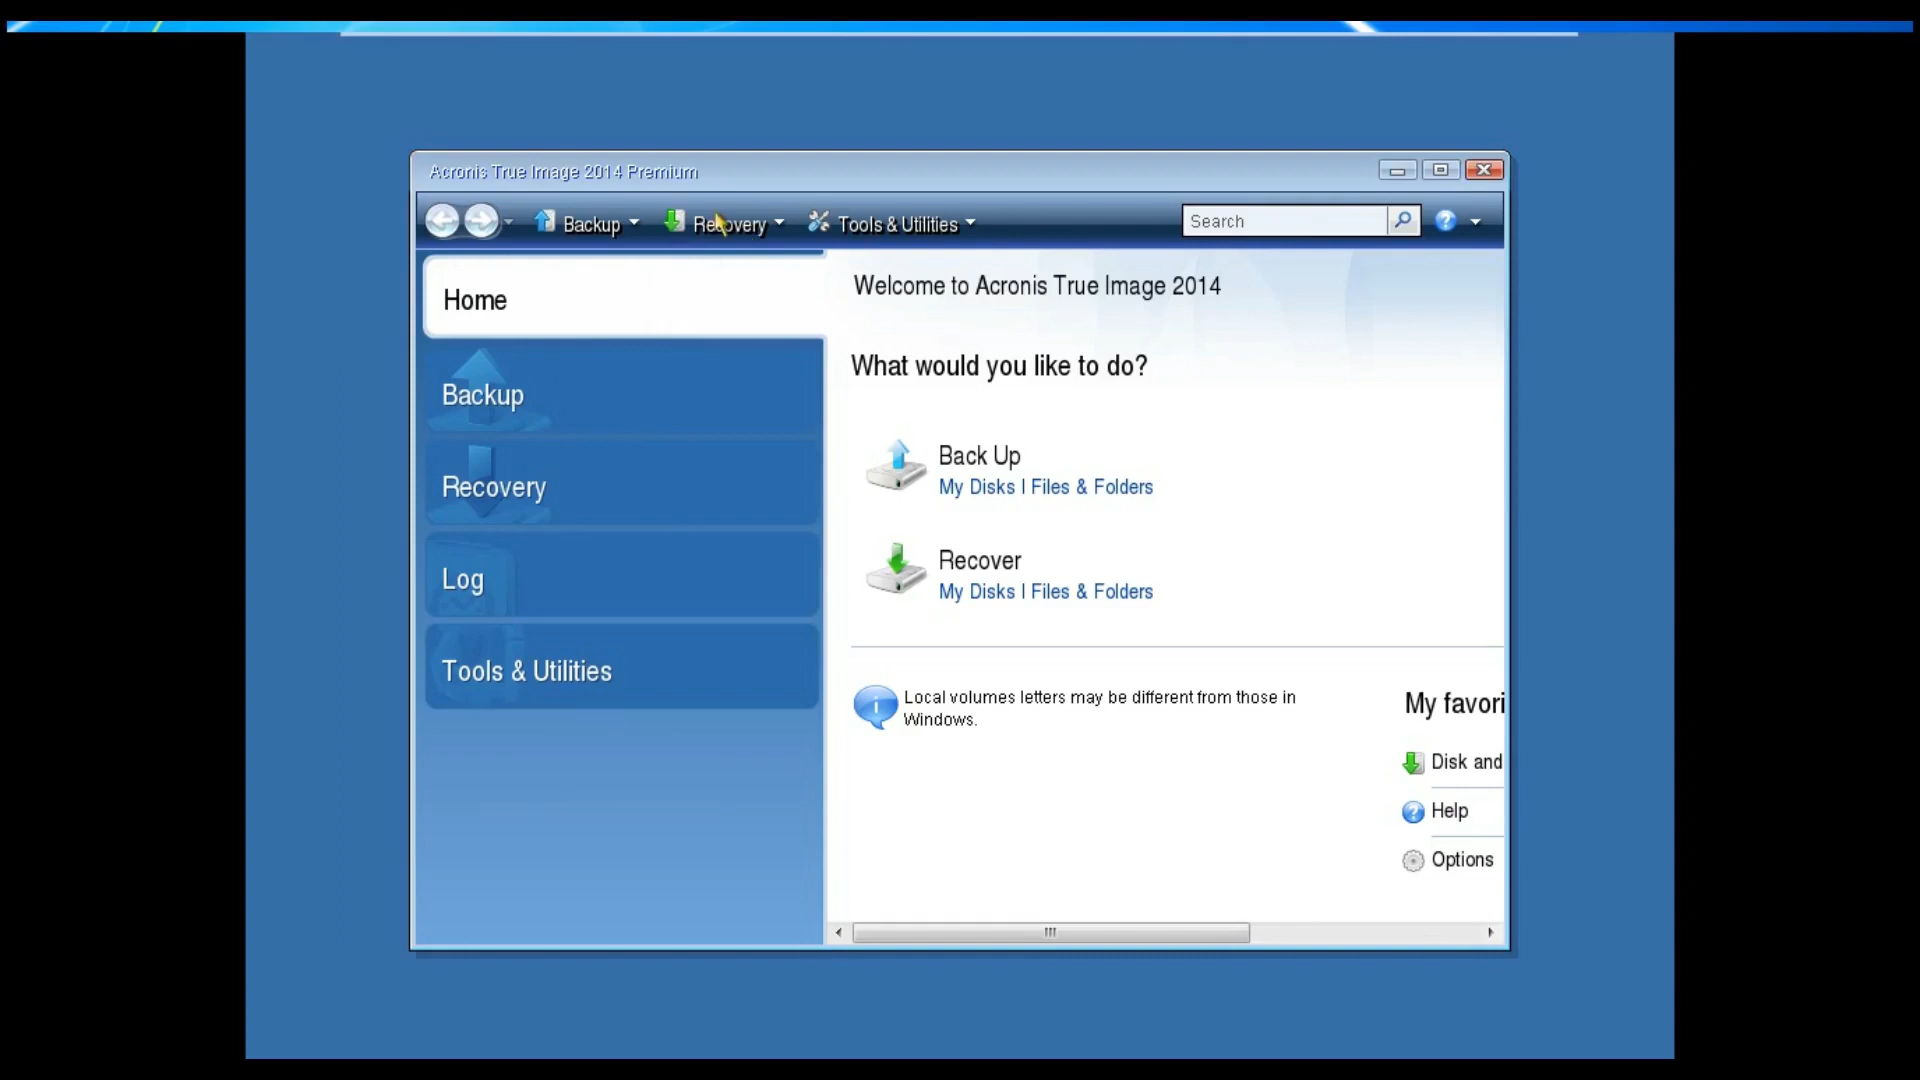 Acronis True Image 2014 Premium
Backup Recovery Tools & Utilities Search
Home
Backup
Recovery
Log
Tools & Utilities
Welcome to Acronis True Image 2014
What would you like to do?
Back Up
My Disks | Files & Folders
Recover
My Disks | Files & Folders
Local volumes letters may be different from those in
Windows.
My favori
Disk and
Help
Options